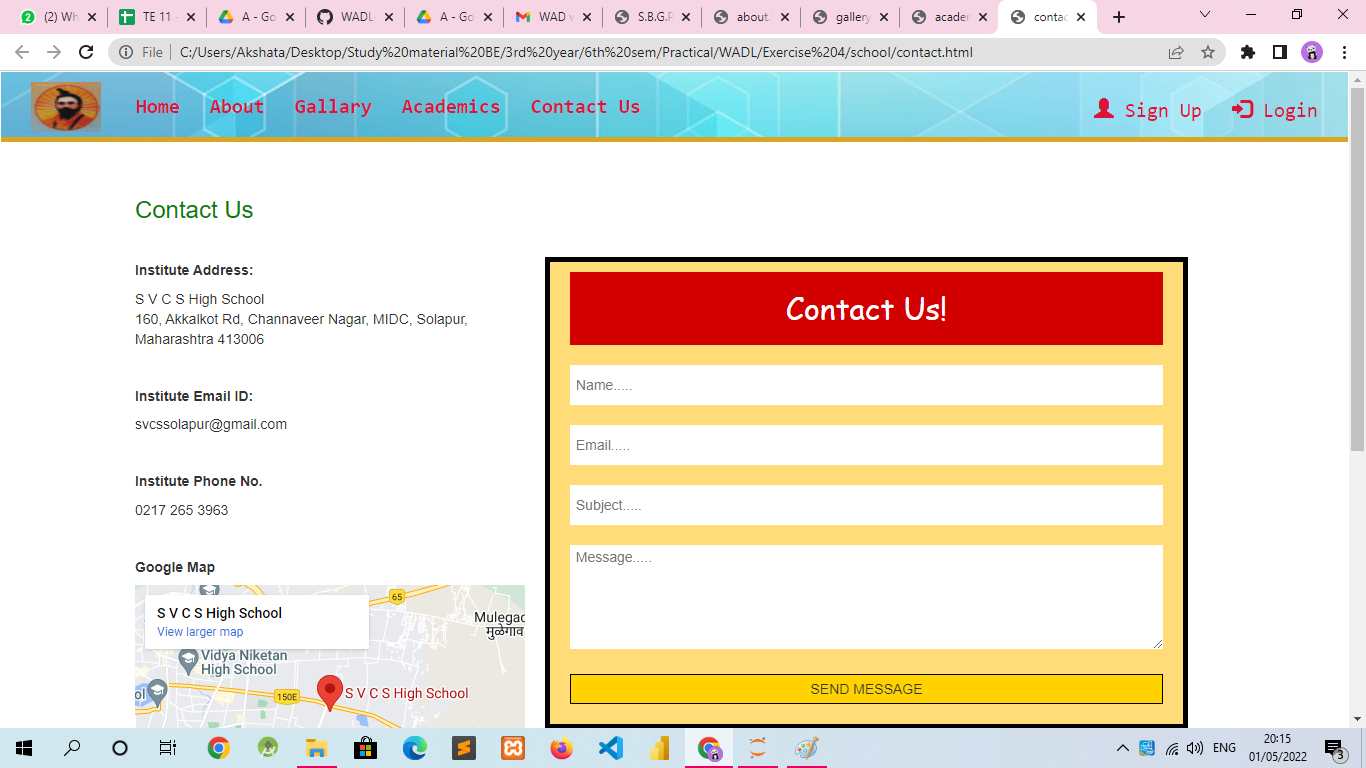 (2) Wh
TE 11 -
A - Go
WADL
A - Go
WAD w
S.B.G.P
about.
gallery
acader
contac
File
C:/Users/Akshata/Desktop/Study%20material%20BE/3rd%20year/6th%20sem/Practical/WADL/Exercise%204/school/contact.html
Home About Gallary Academics Contact Us
Sign Up Login
Contact Us
Institute Address:
S V C S High School
160, Akkalkot Rd, Channaveer Nagar, MIDC, Solapur,
Maharashtra 413006
Institute Email ID:
svcssolapur@gmail.com
Institute Phone No.
0217 265 3963
Google Map
S V C S High School
View larger map
65
Mulegao
मुळेगाव
Vidya Niketan
High School
ol
150E
S V C S High School
Contact Us!
Name.....
Email.....
Subject.....
Message.....
SEND MESSAGE
ENG
20:15
01/05/2022
3